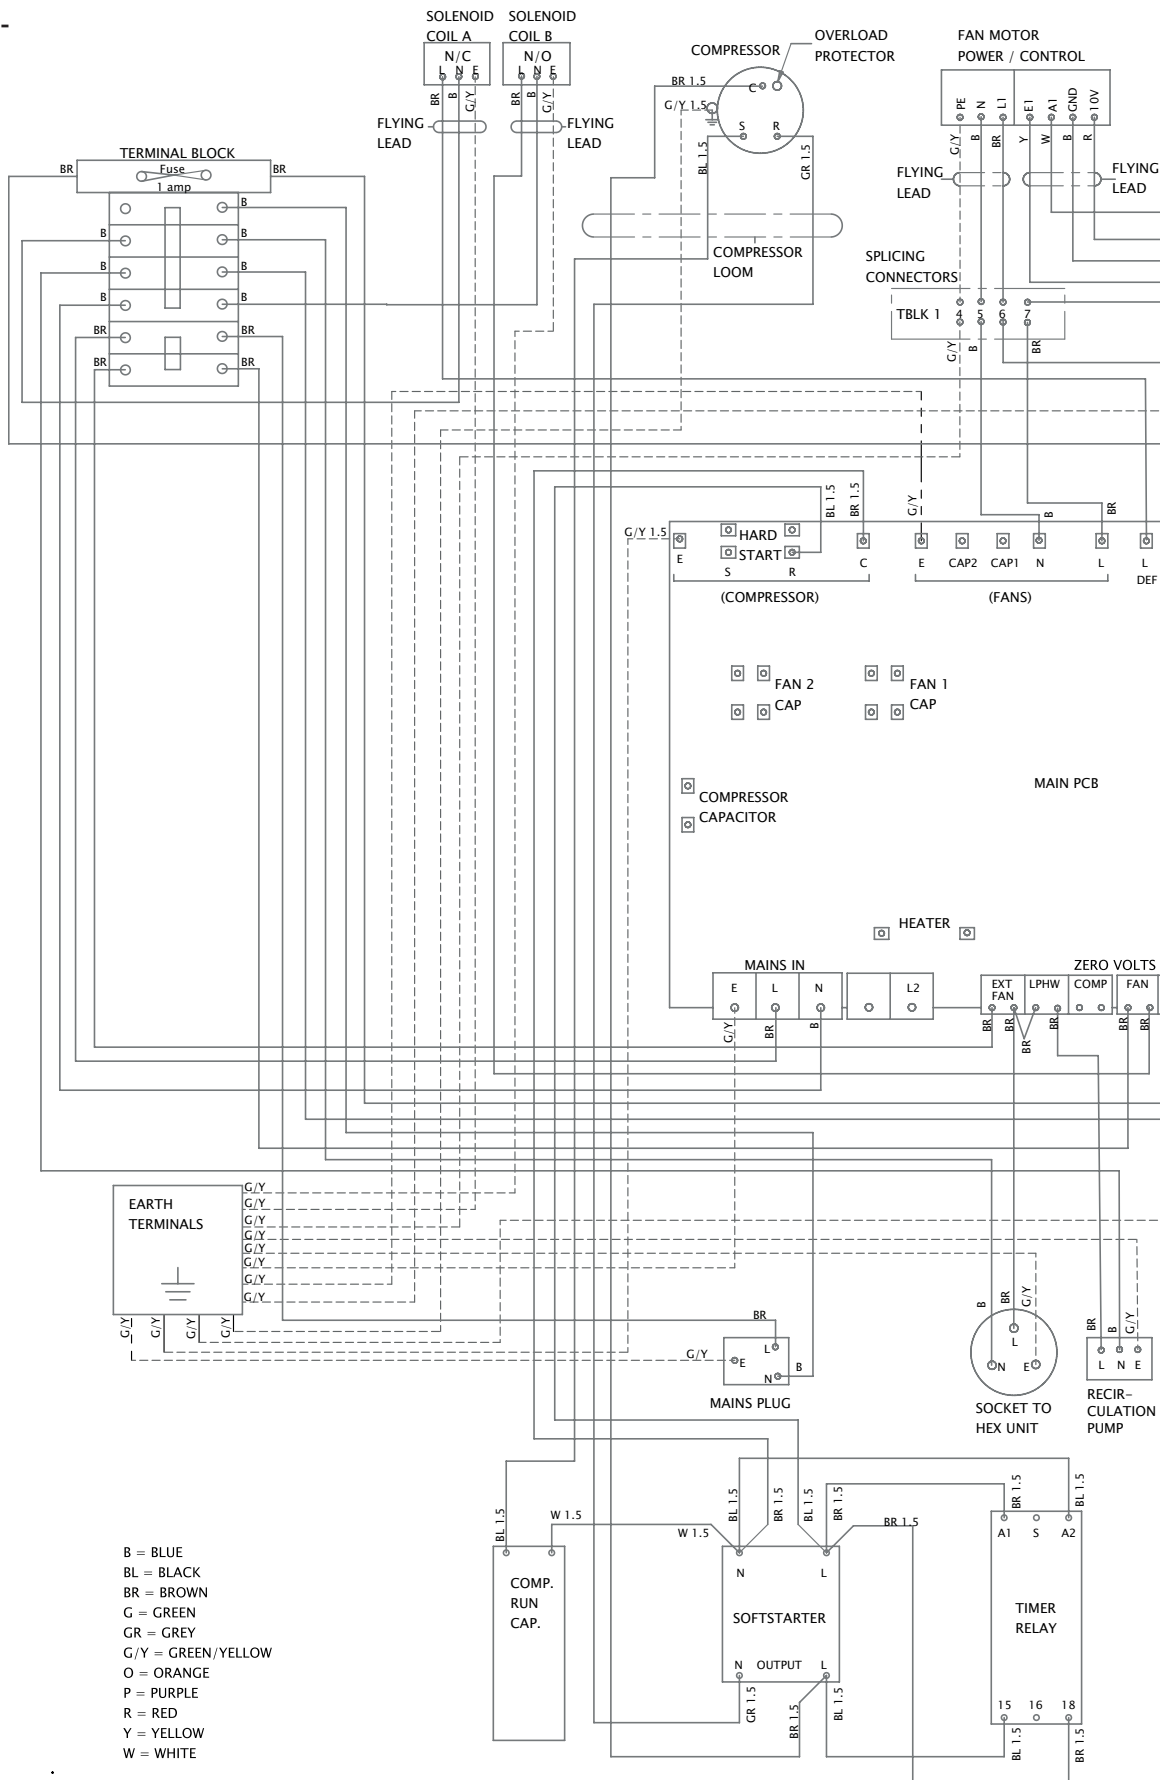 SOLENOID COIL A
SOLENOID COIL B
N/C
L N E
N/O
L N E
BR
B
G/Y
BR
B
G/Y
FLYING LEAD
FLYING LEAD
COMPRESSOR
OVERLOAD PROTECTOR
BR 1.5
G/Y 1.5
C
S
R
BL 1.5
GR 1.5
COMPRESSOR LOOM
FAN MOTOR
POWER / CONTROL
PE
N
L1
E1
A1
GND
10V
G/Y
B
BR
Y
W
B
R
FLYING LEAD
FLYING LEAD
SPLICING CONNECTORS
TBLK 1
4 5 6 7
G/Y
B
BR
TERMINAL BLOCK
BR
Fuse
1 amp
BR
B
B
B
B
B
B
B
BR
BR
BR
BR
BL 1.5
BR 1.5
G/Y
B
BR
G/Y 1.5
E
HARD START
S
R
C
(COMPRESSOR)
E
CAP2
CAP1
N
L
(FANS)
L
DEF
FAN 2 CAP
FAN 1 CAP
COMPRESSOR CAPACITOR
MAIN PCB
HEATER
MAINS IN
E
L
N
L2
G/Y
BR
B
ZERO VOLTS
EXT FAN
LPHW
COMP
FAN
BR
BR
BR
BR
BR
BR
EARTH TERMINALS
G/Y
G/Y
G/Y
G/Y
G/Y
G/Y
G/Y
G/Y
G/Y
G/Y
G/Y
G/Y
BR
G/Y
E
L
N
B
MAINS PLUG
B
BR
G/Y
L
N
E
SOCKET TO HEX UNIT
BR
B
G/Y
L N E
RECIR-
CULATION
PUMP
BL 1.5
W 1.5
COMP. RUN CAP.
W 1.5
BL 1.5
BR 1.5
BL 1.5
BR 1.5
BR 1.5
N
L
SOFTSTARTER
N OUTPUT L
GR 1.5
BR 1.5
BL 1.5
BR 1.5
BL 1.5
A1 S A2
TIMER RELAY
15 16 18
BL 1.5
BR 1.5
B = BLUE
BL = BLACK
BR = BROWN
G = GREEN
GR = GREY
G/Y = GREEN/YELLOW
O = ORANGE
P = PURPLE
R = RED
Y = YELLOW
W = WHITE